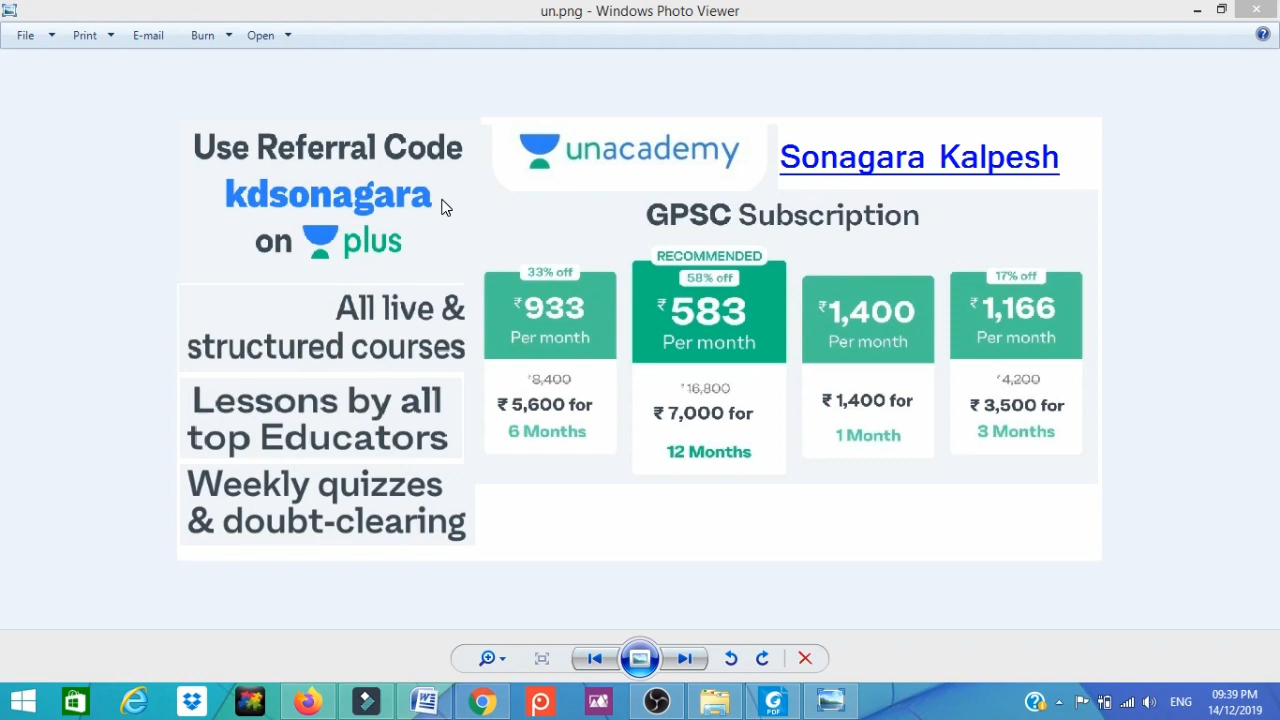 un.png - Windows Photo Viewer
File Print E-mail Burn Open
Use Referral Code
kdsonagara
on plus
All live &
structured courses
Lessons by all
top Educators
Weekly quizzes
& doubt-clearing
unacademy
Sonagara Kalpesh
GPSC Subscription
33% off
₹933
Per month
₹8,400
₹ 5,600 for
6 Months
RECOMMENDED
58% off
₹583
Per month
₹16,800
₹ 7,000 for
12 Months
₹1,400
Per month
₹ 1,400 for
1 Month
17% off
₹1,166
Per month
₹4,200
₹ 3,500 for
3 Months
PDF
ENG
09:39 PM
14/12/2019